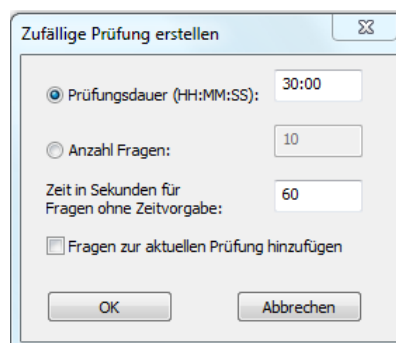 Zufällige Prüfung erstellen
Prüfungsdauer (HH:MM:SS): 30:00
Anzahl Fragen: 10
Zeit in Sekunden für
Fragen ohne Zeitvorgabe: 60
Fragen zur aktuellen Prüfung hinzufügen
OK Abbrechen